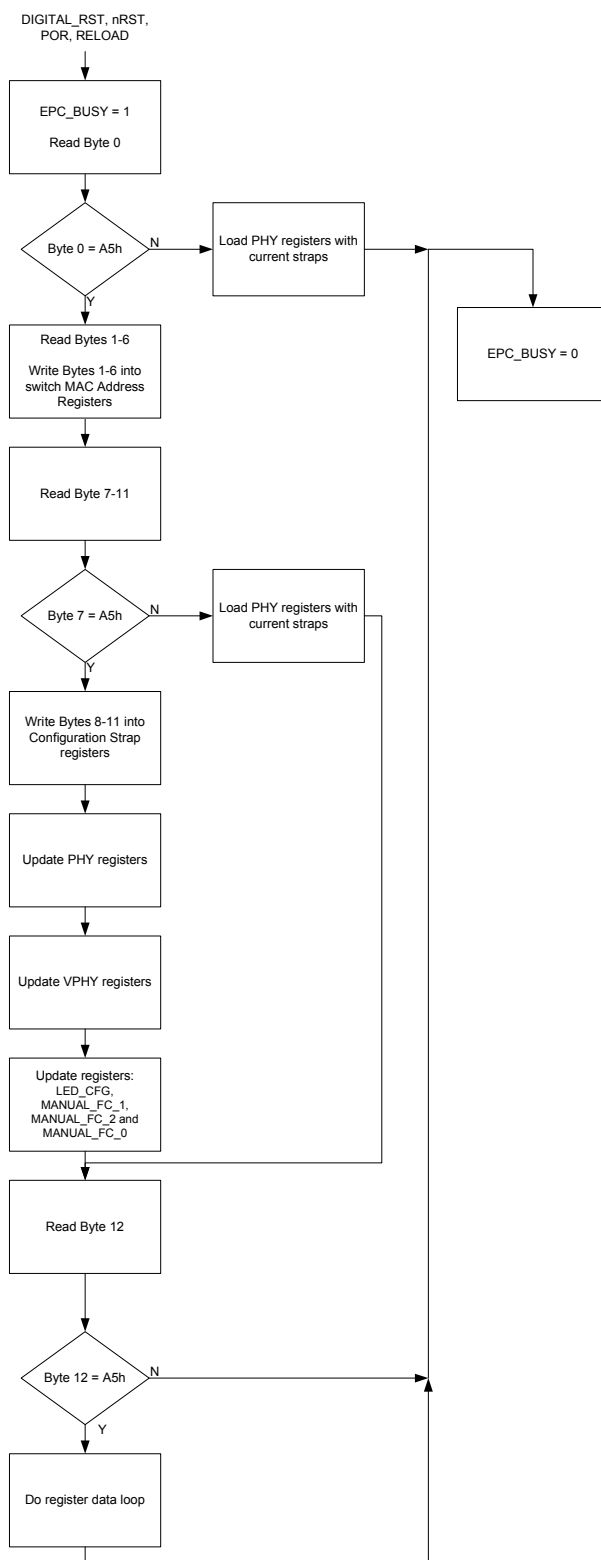 DIGITAL_RST, nRST,
POR, RELOAD
EPC_BUSY = 1
Read Byte 0
Byte 0 = A5h
N
Load PHY registers with
current straps
Y
Read Bytes 1-6
Write Bytes 1-6 into
switch MAC Address
Registers
EPC_BUSY = 0
Read Byte 7-11
Byte 7 = A5h
N
Load PHY registers with
current straps
Y
Write Bytes 8-11 into
Configuration Strap
registers
Update PHY registers
Update VPHY registers
Update registers:
LED_CFG,
MANUAL_FC_1,
MANUAL_FC_2 and
MANUAL_FC_0
Read Byte 12
Byte 12 = A5h
N
Y
Do register data loop